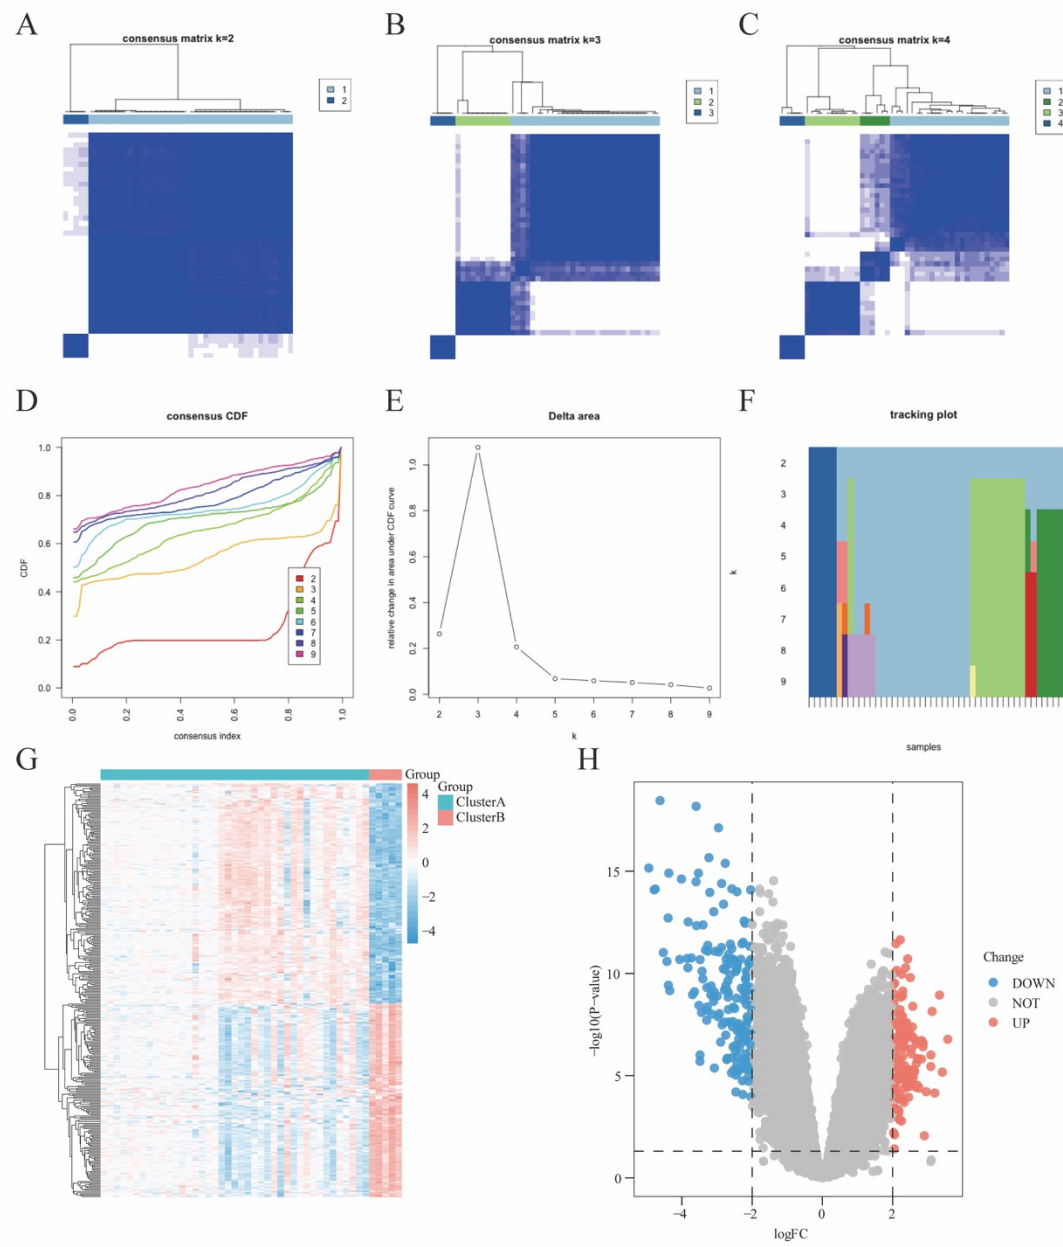 A
consensus matrix k=2
1
2
B
consensus matrix k=3
1
2
3
C
consensus matrix k=4
1
2
3
4
D
consensus CDF
CDF
1.0
0.8
0.6
0.4
0.2
0.0
0.0
0.2
0.4
0.6
0.8
1.0
consensus index
2
3
4
5
6
7
8
9
E
Delta area
relative change in area under CDF curve
1.0
0.8
0.6
0.4
0.2
0.0
2
3
4
5
6
7
8
9
k
F
tracking plot
k
2
3
4
5
6
7
8
9
samples
G
Group
4
2
0
−2
−4
Group
ClusterA
ClusterB
H
−log10(P−value)
15
10
5
0
−4
−2
0
2
logFC
Change
DOWN
NOT
UP